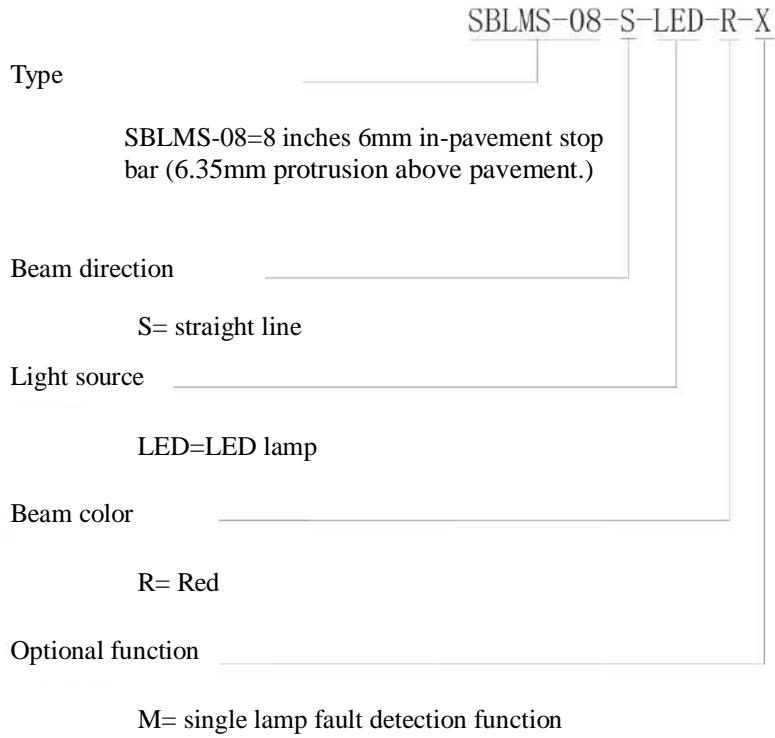 SBLMS-08-S-LED-R-X
Type
SBLMS-08=8 inches 6mm in-pavement stop
bar (6.35mm protrusion above pavement.)
Beam direction
S= straight line
Light source
LED=LED lamp
Beam color
R= Red
Optional function
M= single lamp fault detection function